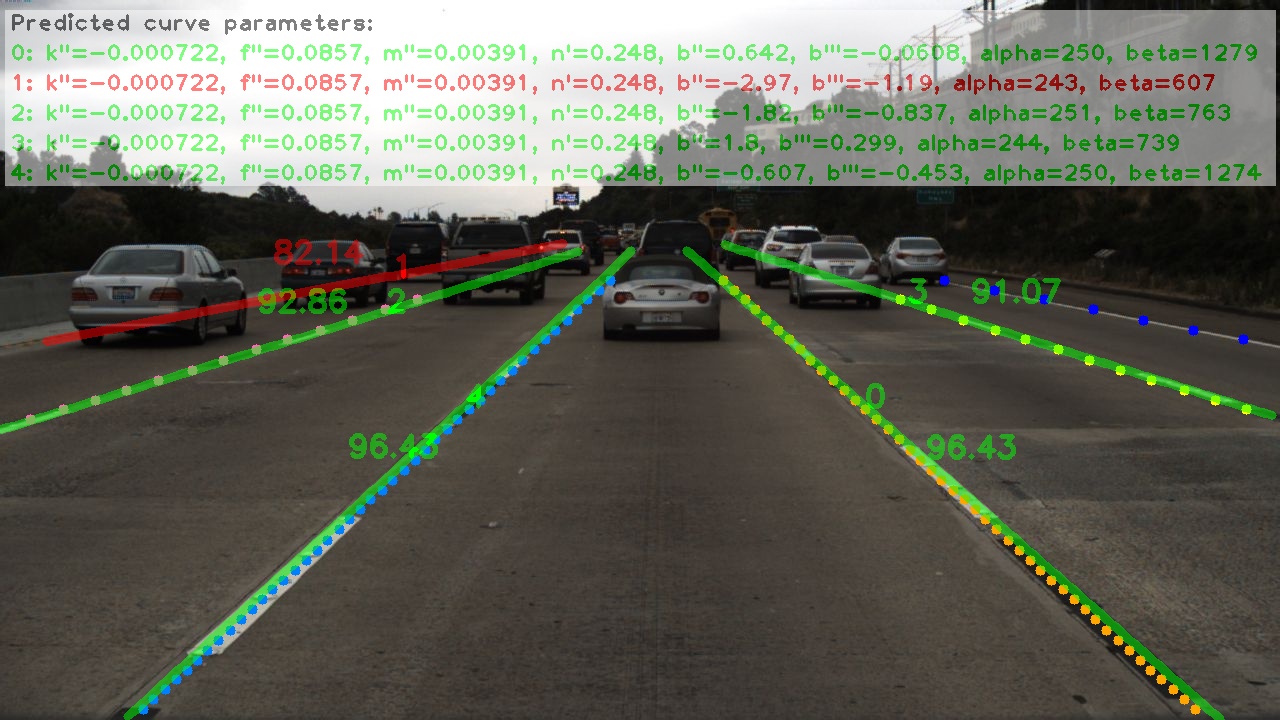 Predicted curve parameters:
0: k''=-0.000722, f''=0.0857, m''=0.00391, n'=0.248, b''=0.642, b'''=-0.0608, alpha=250, beta=1279
1: k''=-0.000722, f''=0.0857, m''=0.00391, n'=0.248, b''=-2.97, b'''=-1.19, alpha=243, beta=607
2: k''=-0.000722, f''=0.0857, m''=0.00391, n'=0.248, b''=-1.82, b'''=-0.837, alpha=251, beta=763
3: k''=-0.000722, f''=0.0857, m''=0.00391, n'=0.248, b''=1.8, b'''=0.299, alpha=244, beta=739
4: k''=-0.000722, f''=0.0857, m''=0.00391, n'=0.248, b''=-0.607, b'''=-0.453, alpha=250, beta=1274
82.14 1
92.86 2
3 91.07
4
0
96.43
96.43